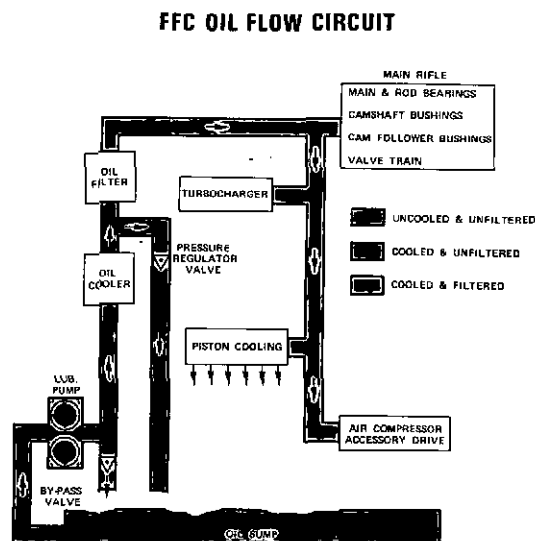 FFC OIL FLOW CIRCUIT
MAIN RIFLE
MAIN & ROD BEARINGS
CAMSHAFT BUSHINGS
CAM FOLLOWER BUSHINGS
VALVE TRAIN
OIL
FILTER
TURBOCHARGER
UNCOOLED & UNFILTERED
PRESSURE
REGULATOR
VALVE
COOLED & UNFILTERED
OIL
COOLER
COOLED & FILTERED
PISTON COOLING
LUB.
PUMP
AIR COMPRESSOR
ACCESSORY DRIVE
BY-PASS
VALVE
OIL SUMP